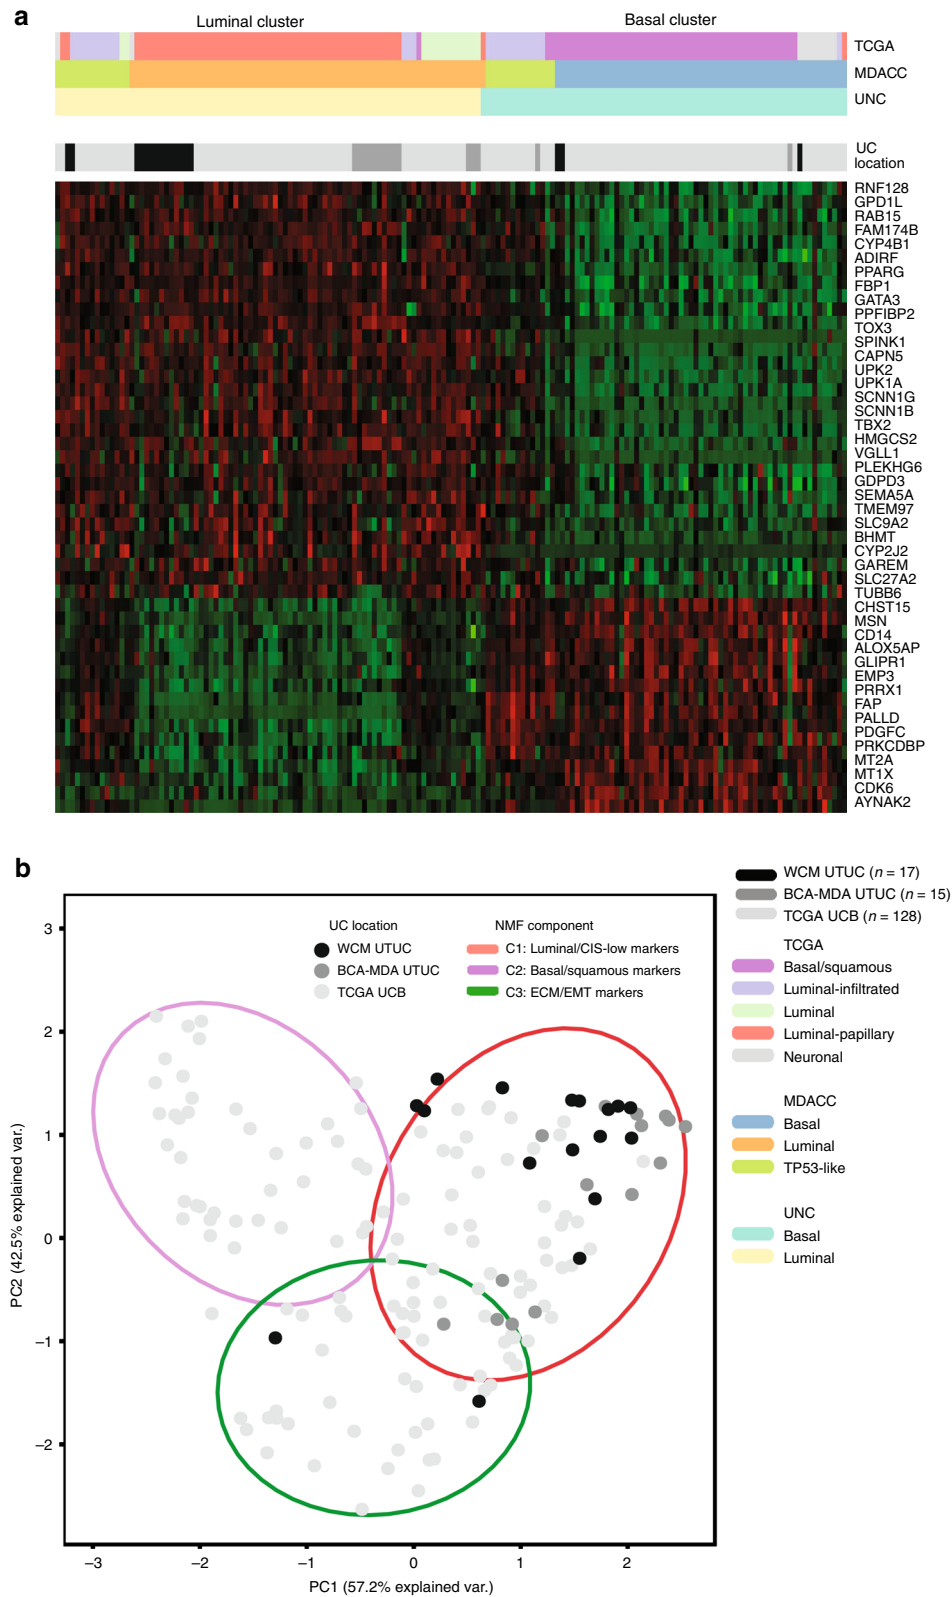 a
Luminal cluster
Basal cluster
TCGA
MDACC
UNC
UC
location
RNF128
GPD1L
RAB15
FAM174B
CYP4B1
ADIRF
PPARG
FBP1
GATA3
PPFIBP2
TOX3
SPINK1
CAPN5
UPK2
UPK1A
SCNN1G
SCNN1B
TBX2
HMGCS2
VGLL1
PLEKHG6
GDPD3
SEMA5A
TMEM97
SLC9A2
BHMT
CYP2J2
GAREM
SLC27A2
TUBB6
CHST15
MSN
CD14
ALOX5AP
GLIPR1
EMP3
PRRX1
FAP
PALLD
PDGFC
PRKCDBP
MT2A
MT1X
CDK6
AYNAK2
b
WCM UTUC (n = 17)
BCA-MDA UTUC (n = 15)
TCGA UCB (n = 128)
TCGA
Basal/squamous
Luminal-infiltrated
Luminal
Luminal-papillary
Neuronal
MDACC
Basal
Luminal
TP53-like
UNC
Basal
Luminal
UC location
WCM UTUC
BCA-MDA UTUC
TCGA UCB
NMF component
C1: Luminal/CIS-low markers
C2: Basal/squamous markers
C3: ECM/EMT markers
PC2 (42.5% explained var.)
3
2
1
0
−1
−2
−3
−2
−1
0
1
2
PC1 (57.2% explained var.)